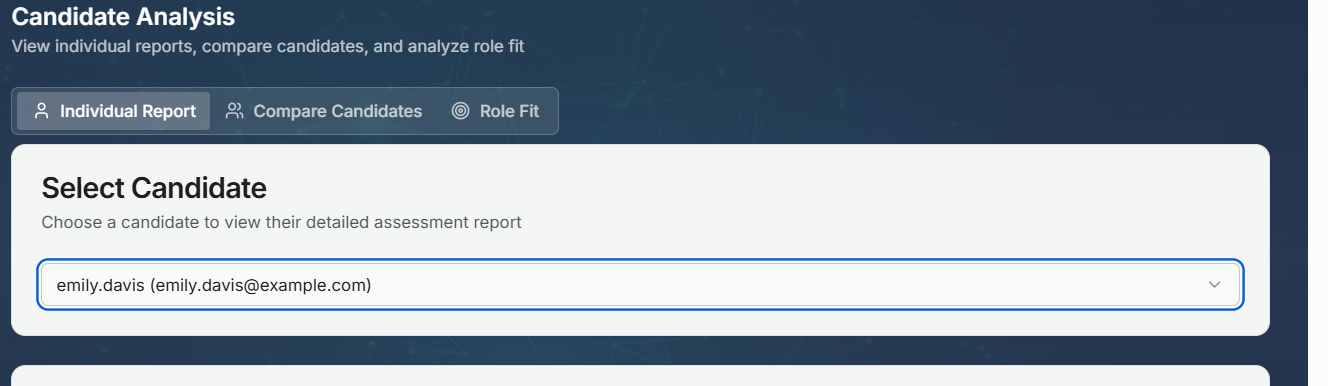 Candidate Analysis
View individual reports, compare candidates, and analyze role fit
Individual Report Compare Candidates Role Fit
Select Candidate
Choose a candidate to view their detailed assessment report
emily.davis (emily.davis@example.com)